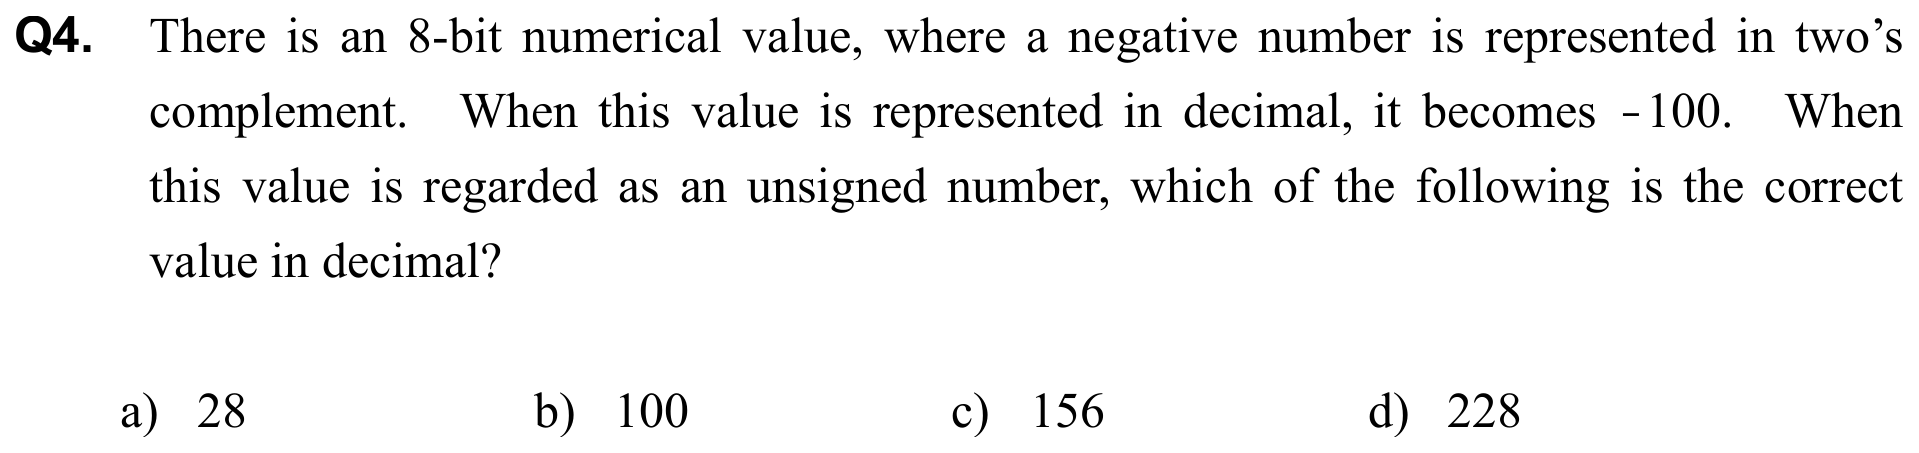 Q4. There is an 8-bit numerical value, where a negative number is represented in two’s
complement. When this value is represented in decimal, it becomes −100. When
this value is regarded as an unsigned number, which of the following is the correct
value in decimal?
a) 28 b) 100 c) 156 d) 228